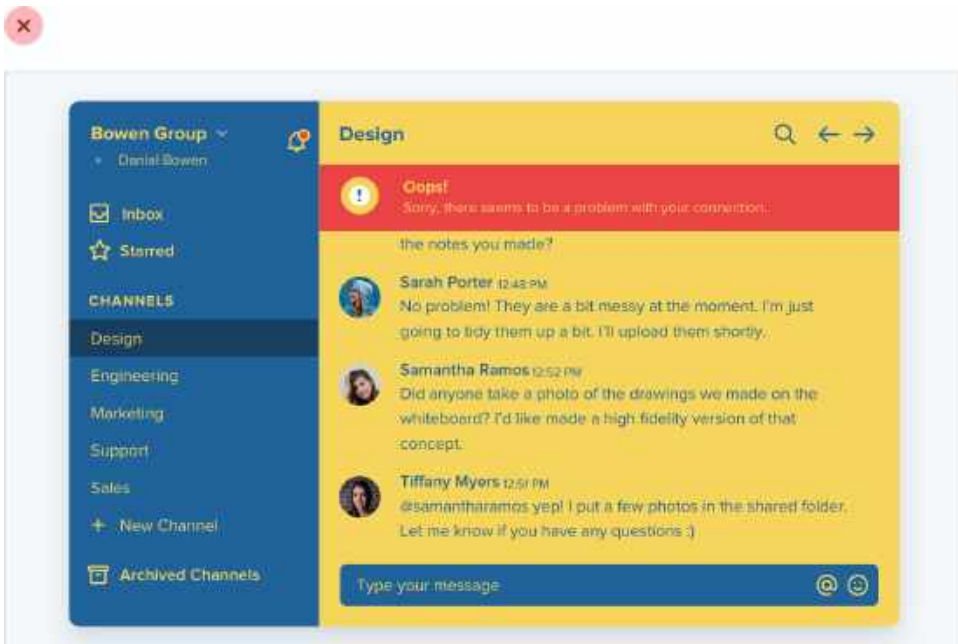 Bowen Group
Danial Bowen
Inbox
Starred
CHANNELS
Design
Engineering
Marketing
Support
Sales
+ New Channel
Archived Channels
Design
!
Oops!
Sorry, there seems to be a problem with your connection.
the notes you made?
Sarah Porter 12:48 PM
No problem! They are a bit messy at the moment. I'm just
going to tidy them up a bit. I'll upload them shortly.
Samantha Ramos 12:52 PM
Did anyone take a photo of the drawings we made on the
whiteboard? I'd like made a high fidelity version of that
concept.
Tiffany Myers 12:51 PM
@samantharamos yep! I put a few photos in the shared folder.
Let me know if you have any questions :)
Type your message
@